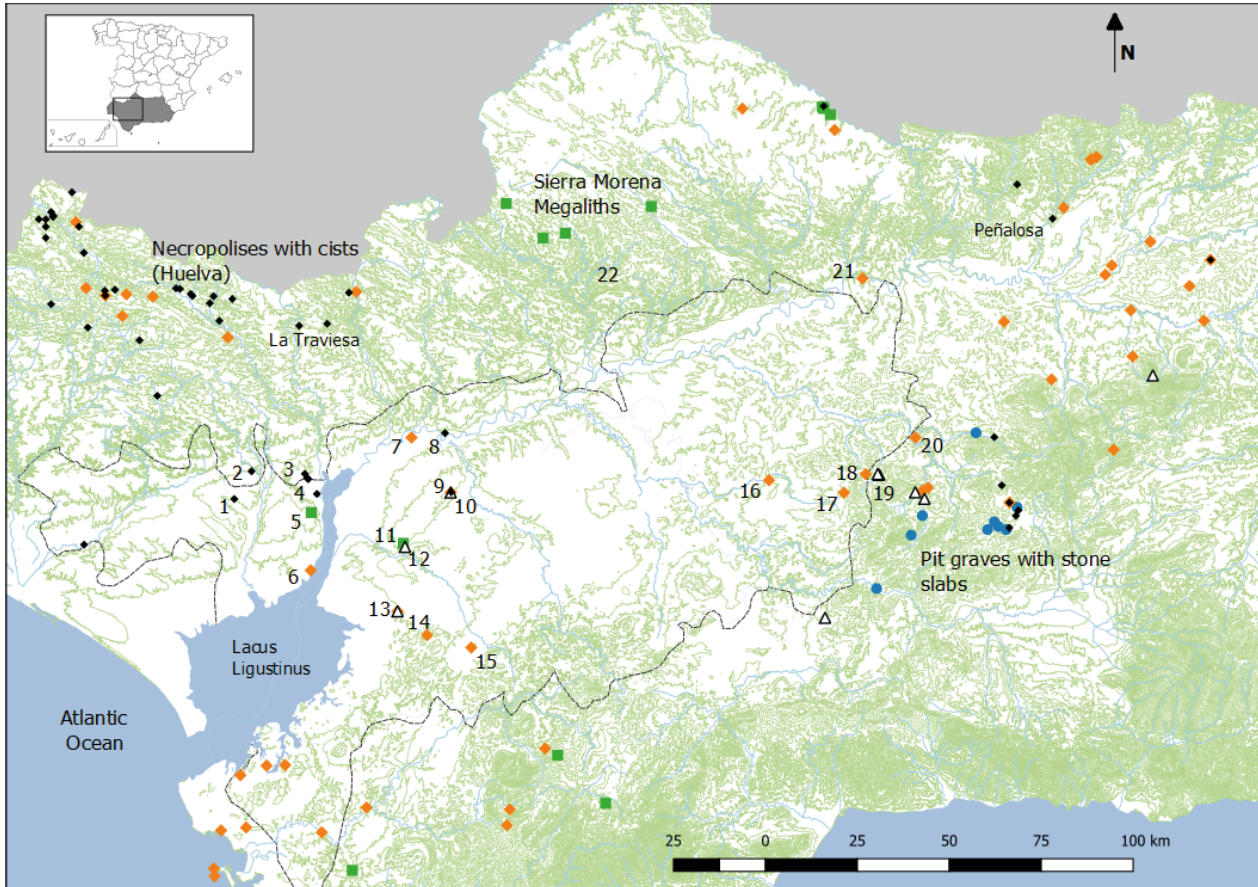 N
Sierra Morena
Megaliths
Peñalosa
Necropolises with cists
(Huelva)
22
21
La Traviesa
7
8
20
2
3
18
16
17
19
9
10
1
4
5
11
12
Pit graves with stone
slabs
6
13
14
15
Lacus
Ligustinus
Atlantic
Ocean
25 0 25 50 75 100 km